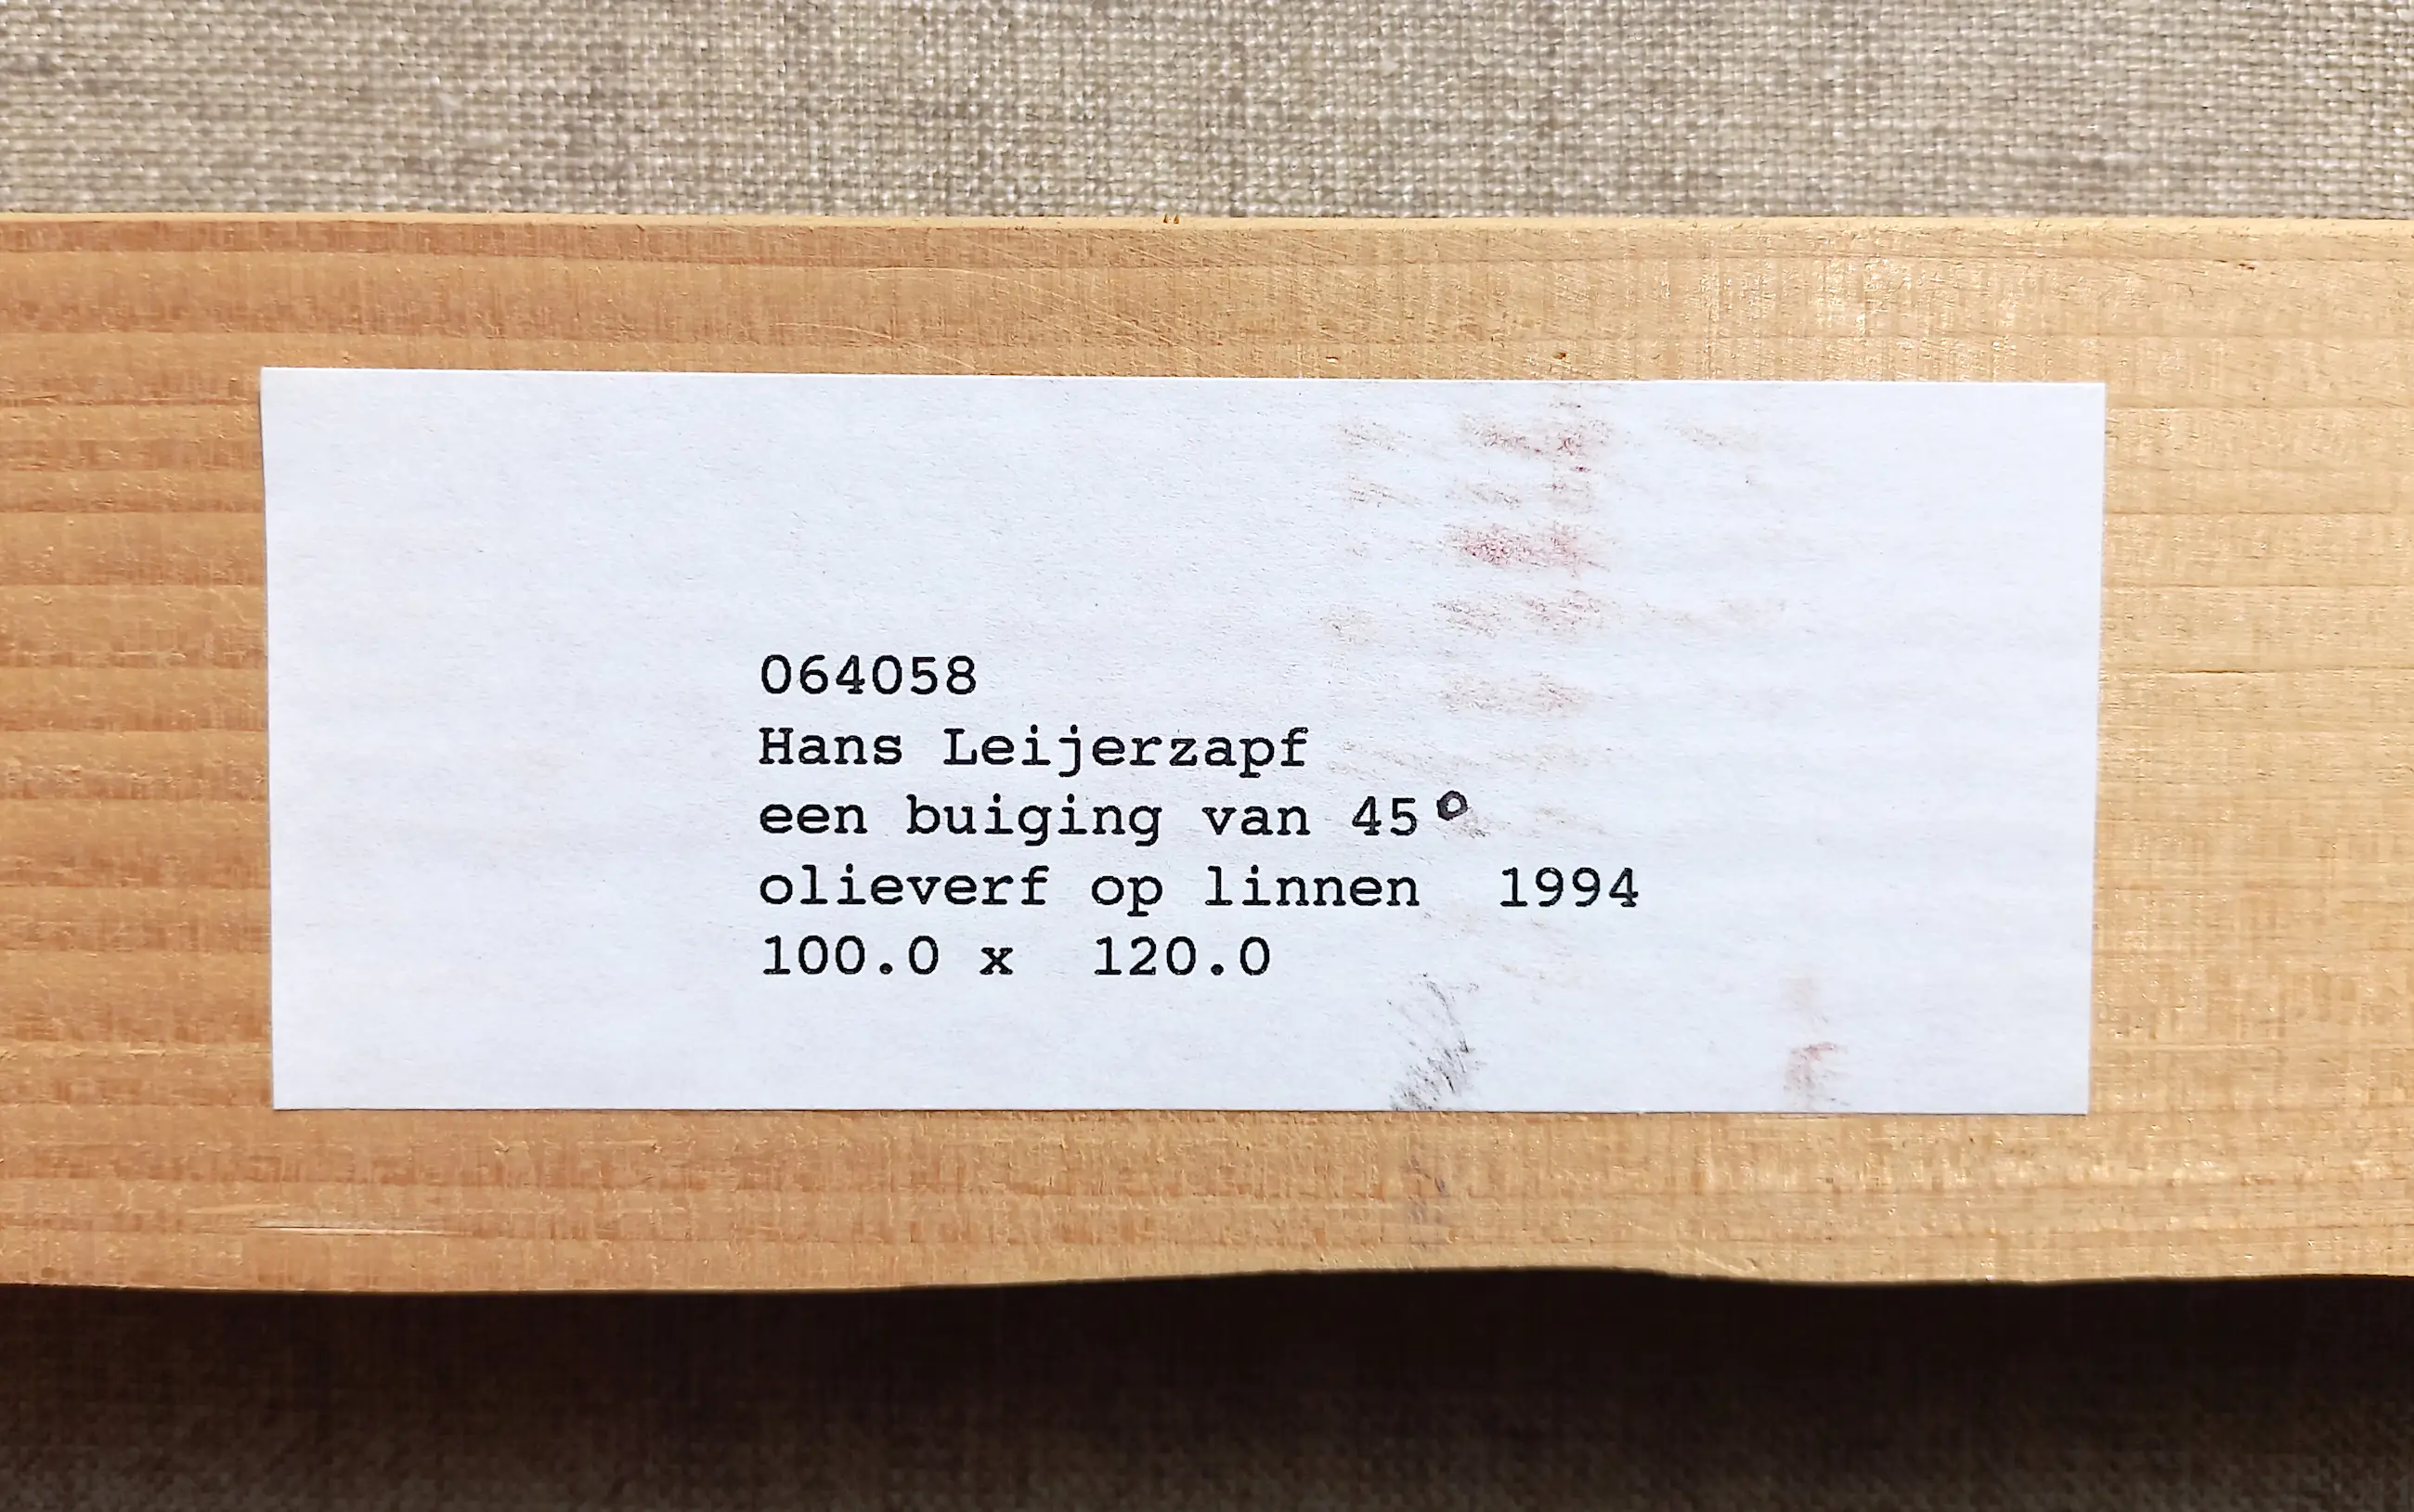 064058
Hans Leijerzapf
een buiging van 45°
olieverf op linnen  1994
100.0 x  120.0